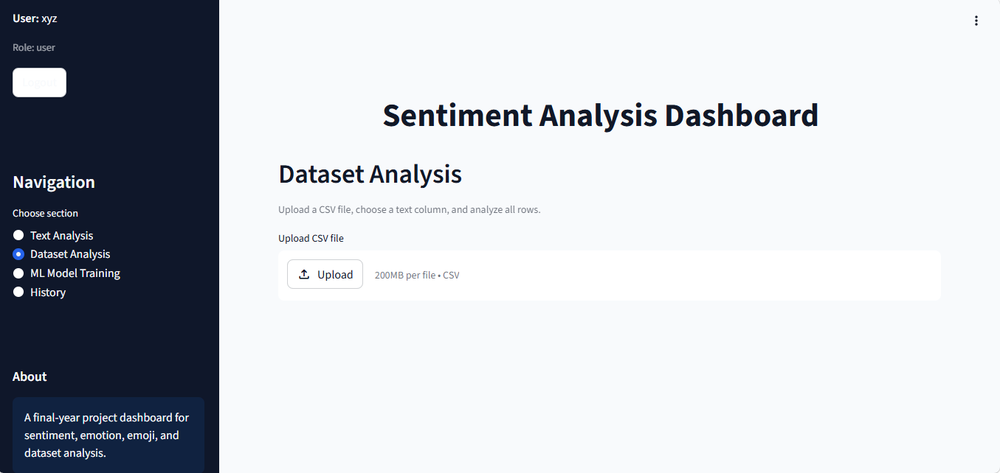 User: xyz
Role: user
Logout
Navigation
Choose section
Text Analysis
Dataset Analysis
ML Model Training
History
About
A final-year project dashboard for
sentiment, emotion, emoji, and
dataset analysis.
Sentiment Analysis Dashboard
Dataset Analysis
Upload a CSV file, choose a text column, and analyze all rows.
Upload CSV file
Upload
200MB per file • CSV